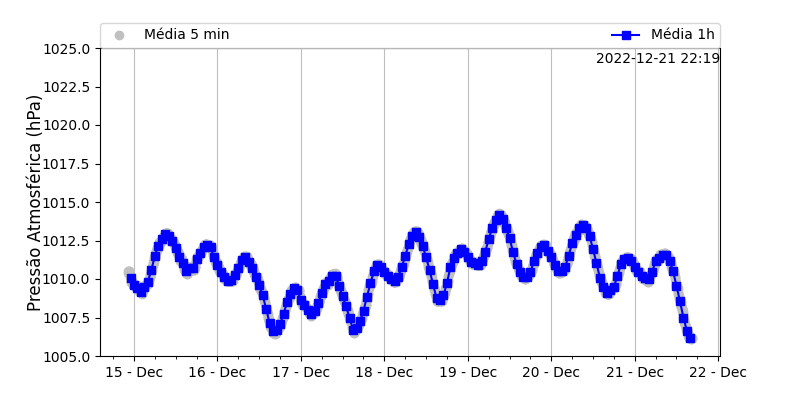 Média 5 min
Média 1h
2022-12-21 22:19
Pressão Atmosférica (hPa)
1025.0
1022.5
1020.0
1017.5
1015.0
1012.5
1010.0
1007.5
1005.0
15 - Dec
16 - Dec
17 - Dec
18 - Dec
19 - Dec
20 - Dec
21 - Dec
22 - Dec